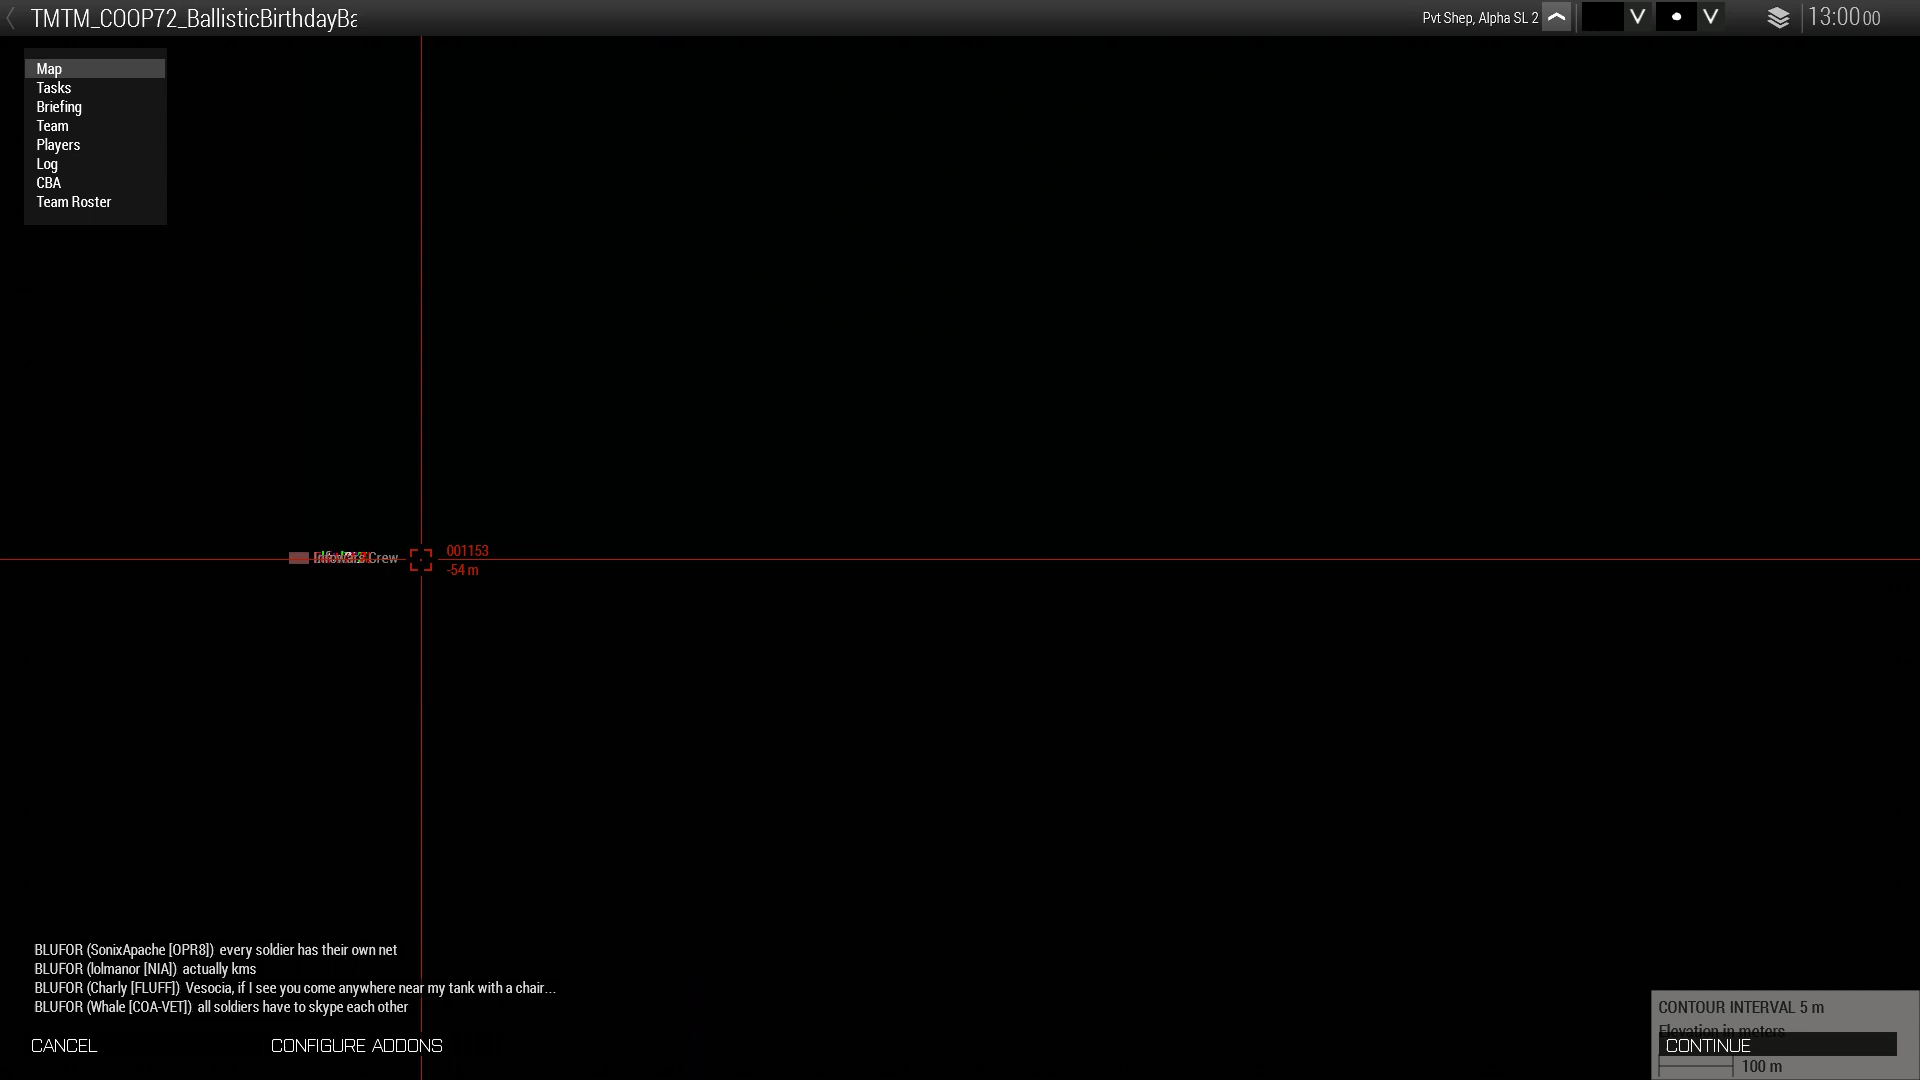 TMTM_COOP72_BallisticBirthdayBa
Pvt Shep, Alpha SL 2
13:00 00
Map
Tasks
Briefing
Team
Players
Log
CBA
Team Roster
Crew
001153
-54 m
BLUFOR (SonixApache [OPR8]) every soldier has their own net
BLUFOR (lolmanor [NIA]) actually kms
BLUFOR (Charly [FLUFF]) Vesocia, if I see you come anywhere near my tank with a chair...
BLUFOR (Whale [COA-VET]) all soldiers have to skype each other
CANCEL
CONFIGURE ADDONS
CONTOUR INTERVAL 5 m
Elevation in meters
CONTINUE
100 m